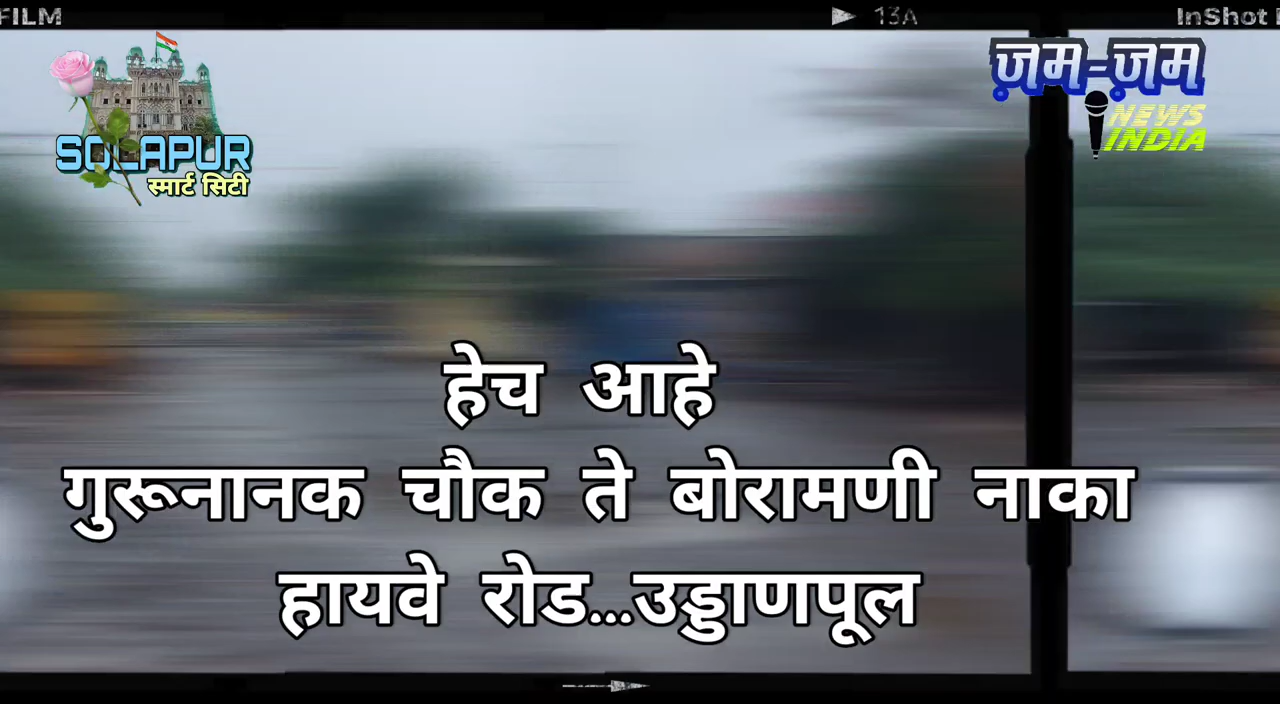 FILM
13A
InShot
SOLAPUR
स्मार्ट सिटी
ज़म-ज़म
NEWS
INDIA
हेच आहे
गुरूनानक चौक ते बोरामणी नाका
हायवे रोड...उड्डाणपूल